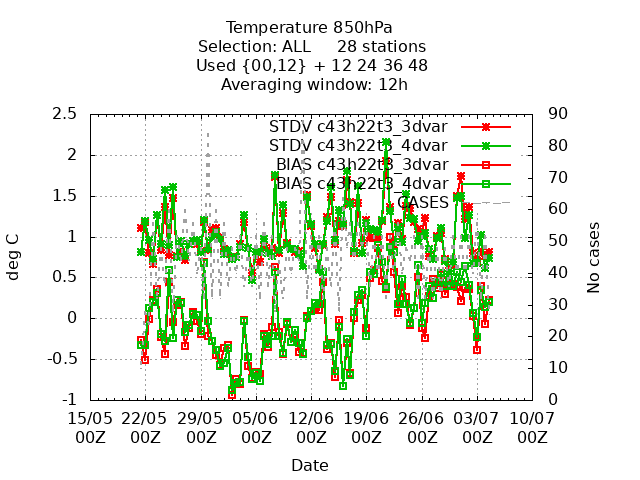 Temperature 850hPa
Selection: ALL     28 stations
Used {00,12} + 12 24 36 48
Averaging window: 12h
2.5
2
1.5
1
0.5
0
-0.5
-1
deg C
90
80
70
60
50
40
30
20
10
0
No cases
STDV c43h22t3_3dvar
STDV c43h22t3_4dvar
BIAS c43h22t3_3dvar
BIAS c43h22t3_4dvar
CASES
15/05 22/05 29/05 05/06 12/06 19/06 26/06 03/07 10/07
00Z 00Z 00Z 00Z 00Z 00Z 00Z 00Z 00Z
Date